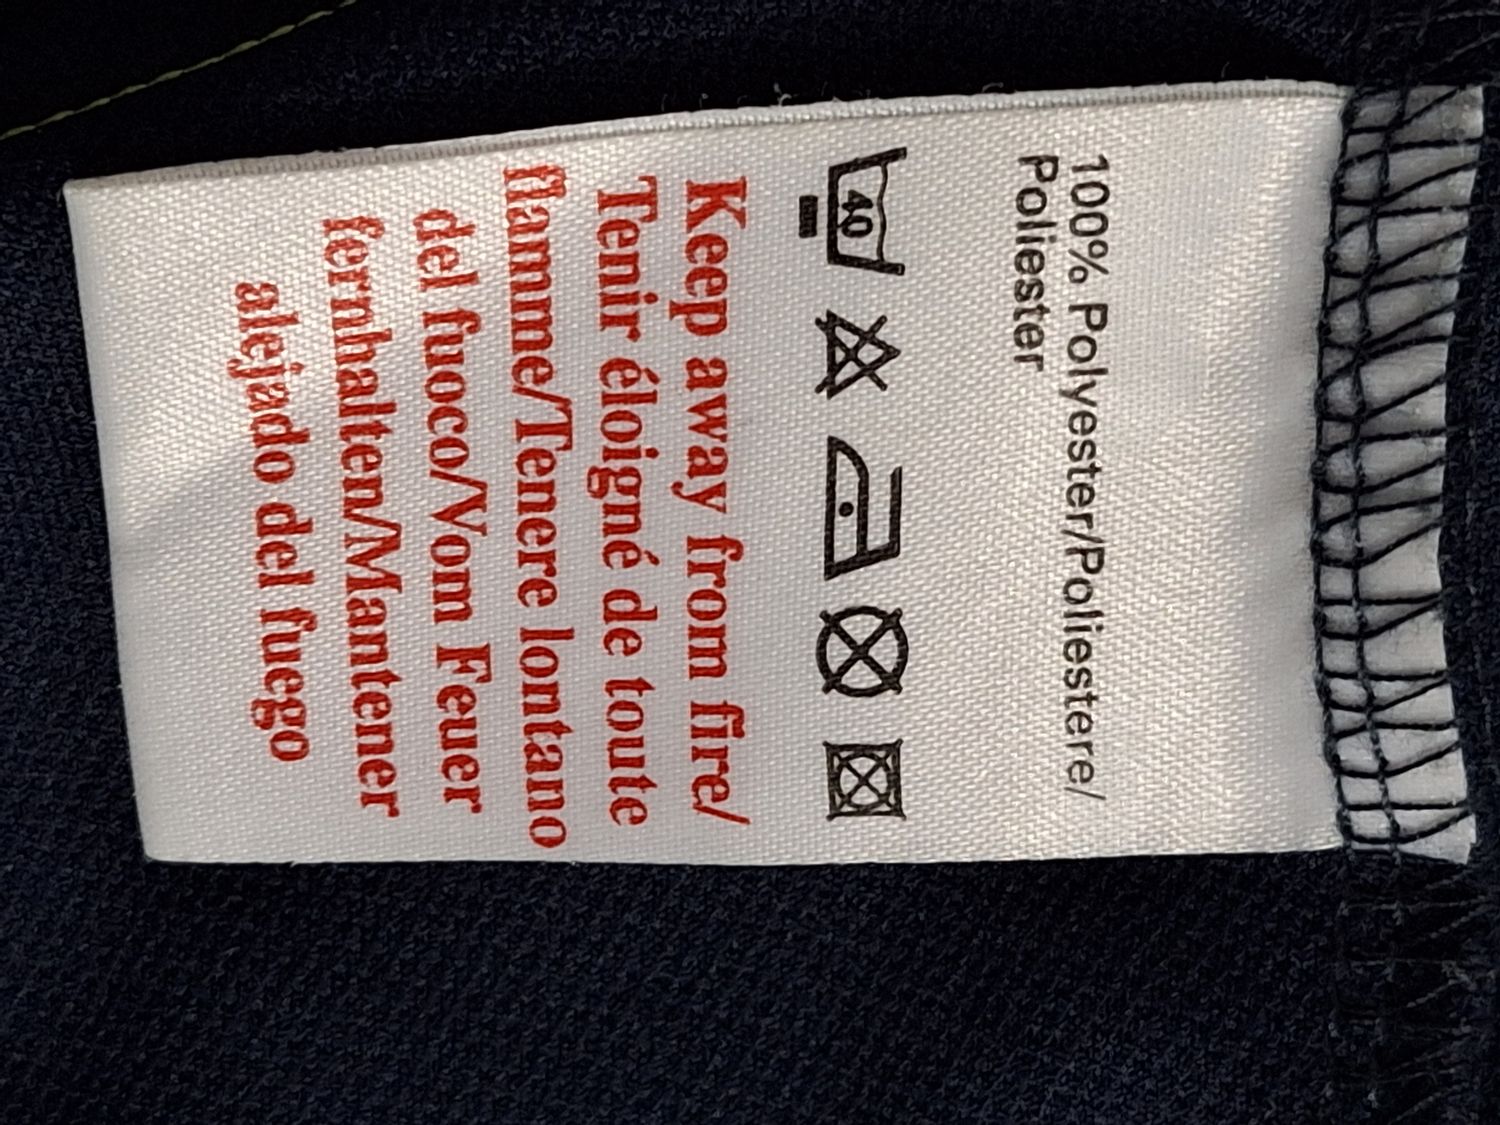 100% Polyester/Poliestere/
Poliester
40
Keep away from fire/
Tenir éloigné de toute
flamme/Tenere lontano
del fuoco/Vom Feuer
fernhalten/Mantener
alejado del fuego